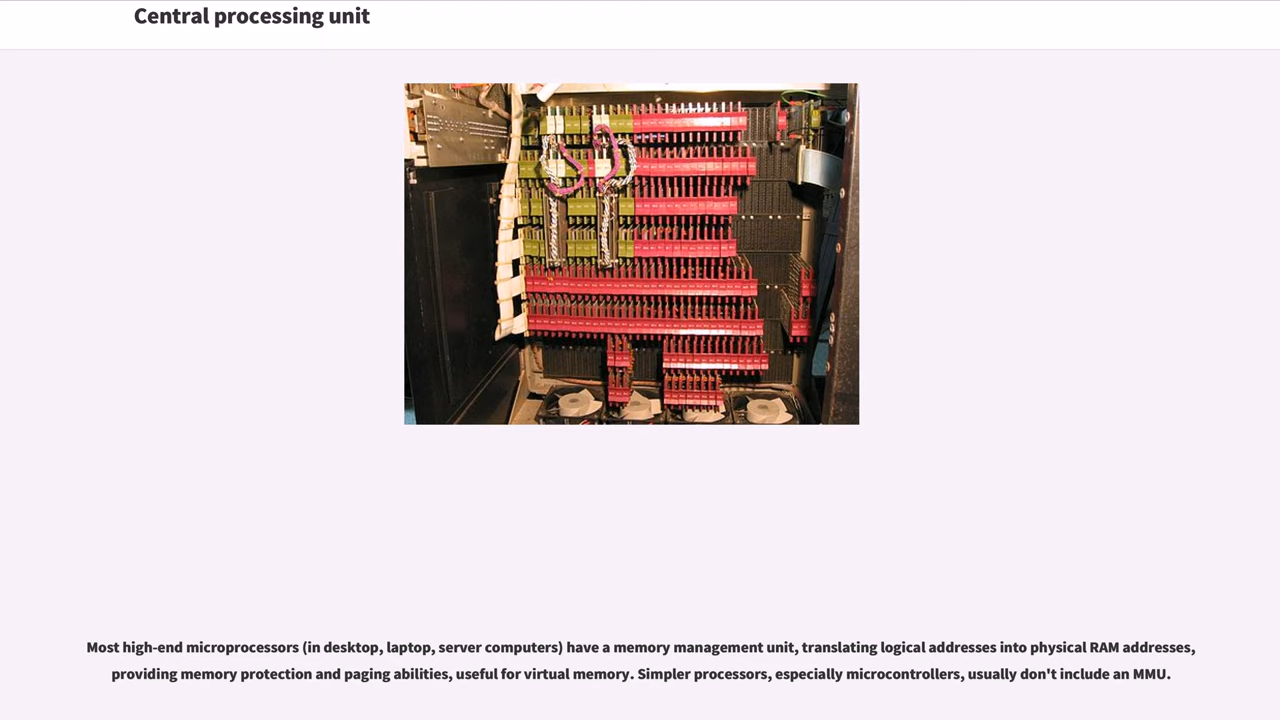 Central processing unit
Most high-end microprocessors (in desktop, laptop, server computers) have a memory management unit, translating logical addresses into physical RAM addresses,
providing memory protection and paging abilities, useful for virtual memory. Simpler processors, especially microcontrollers, usually don't include an MMU.